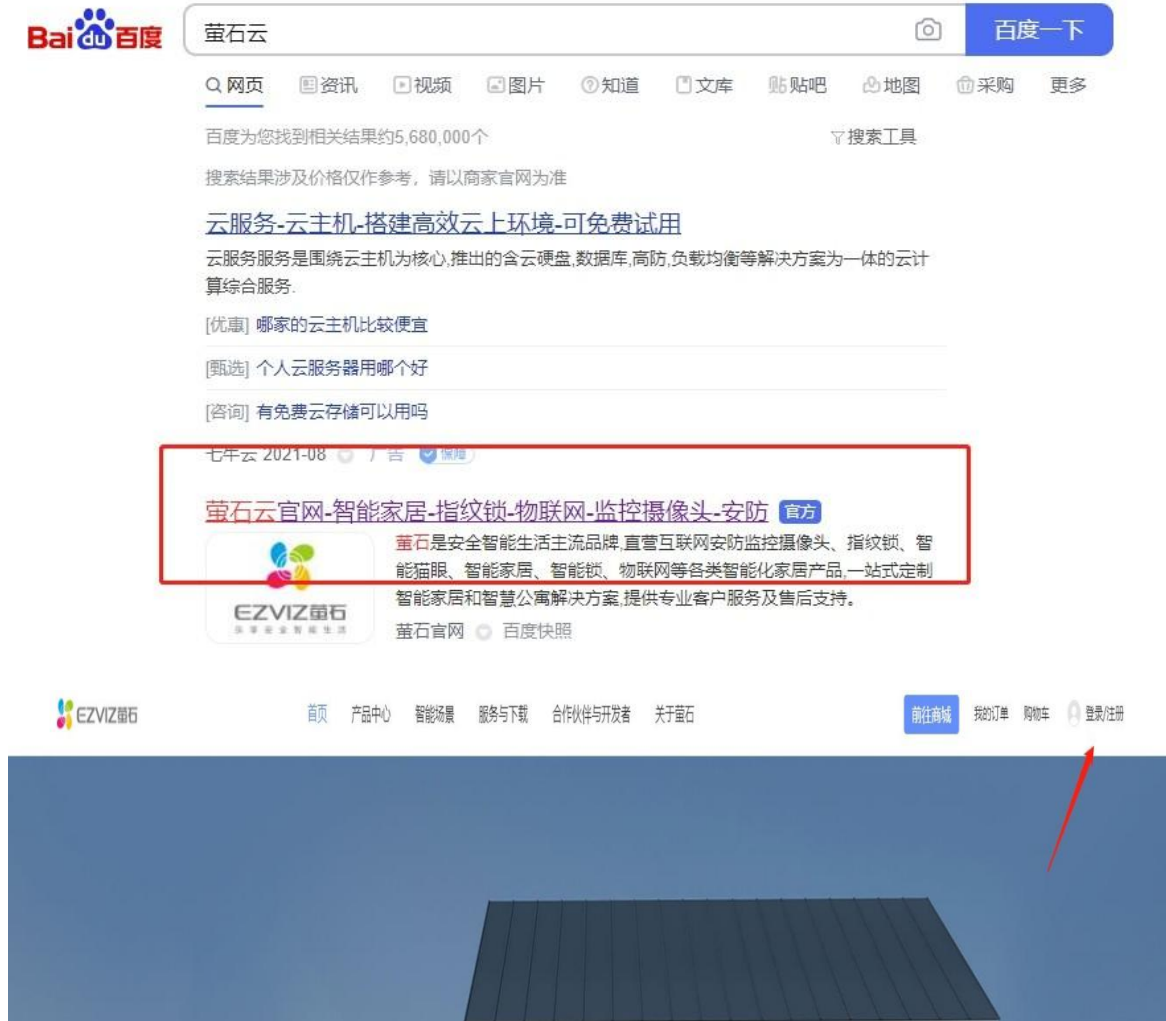 Bai du 百度
萤石云
百度一下
网页 资讯 视频 图片 知道 文库 贴吧 地图 采购 更多
百度为您找到相关结果约5,680,000个
搜索工具
搜索结果涉及价格仅作参考，请以商家官网为准
云服务-云主机-搭建高效云上环境-可免费试用
云服务服务是围绕云主机为核心,推出的含云硬盘,数据库,高防,负载均衡等解决方案为一体的云计
算综合服务.
[优惠] 哪家的云主机比较便宜
[甄选] 个人云服务器用哪个好
[咨询] 有免费云存储可以用吗
七牛云 2021-08 广告 保障
萤石云官网-智能家居-指纹锁-物联网-监控摄像头-安防 官方
萤石是安全智能生活主流品牌,直营互联网安防监控摄像头、指纹锁、智
能猫眼、智能家居、智能锁、物联网等各类智能化家居产品,一站式定制
智能家居和智慧公寓解决方案,提供专业客户服务及售后支持。
EZVIZ萤石
乐享安全智能生活
萤石官网 百度快照
EZVIZ萤石
首页 产品中心 智能场景 服务与下载 合作伙伴与开发者 关于萤石
前往商城 我的订单 购物车 登录/注册